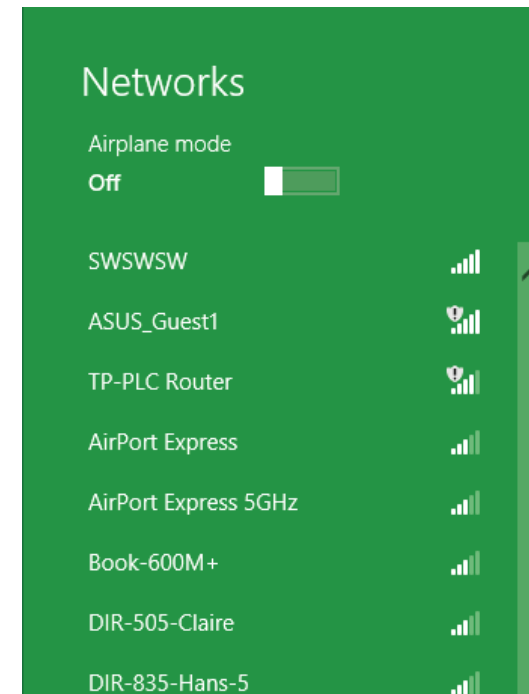 Networks
Airplane mode
Off
SWSWSW
ASUS_Guest1
TP-PLC Router
AirPort Express
AirPort Express 5GHz
Book-600M+
DIR-505-Claire
DIR-835-Hans-5